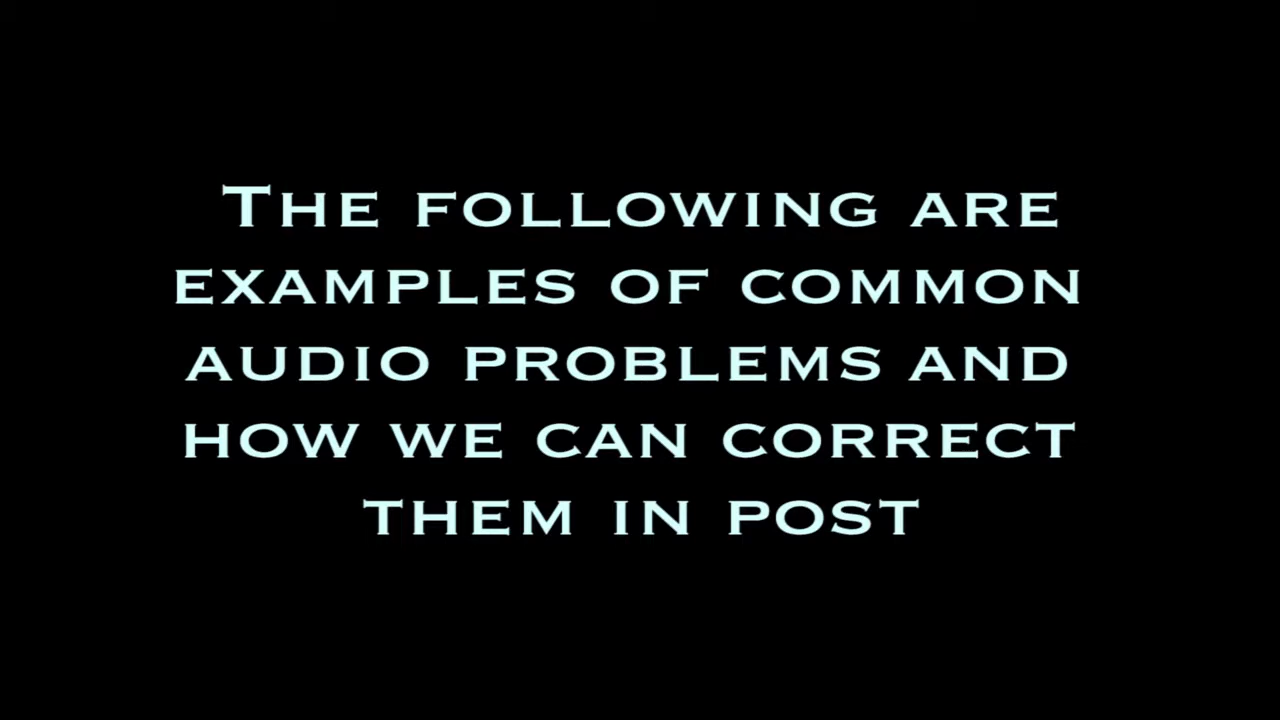 The following are
examples of common
audio problems and
how we can correct
them in post